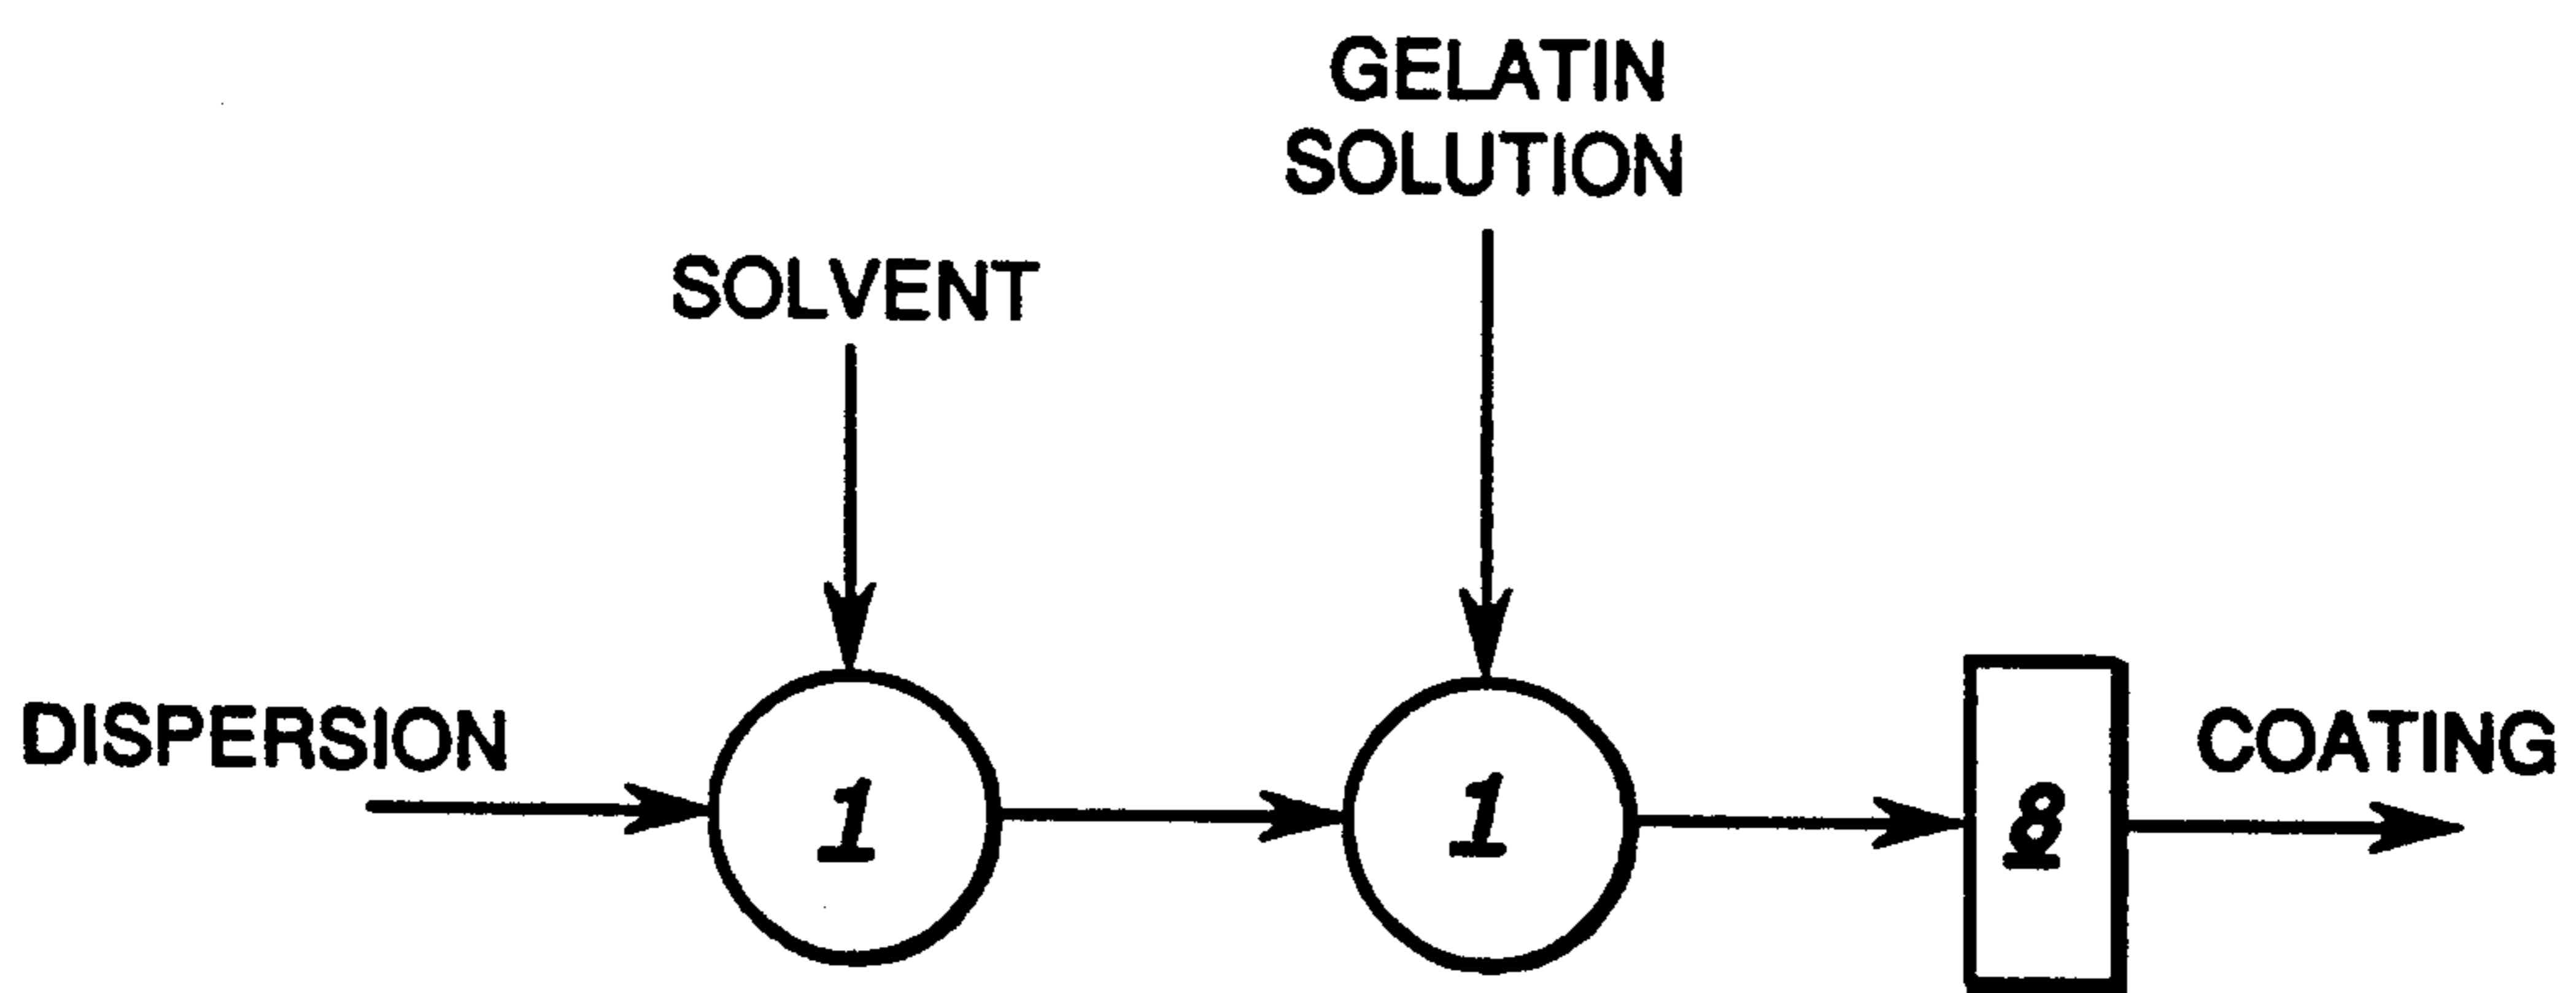 GELATIN
SOLUTION
SOLVENT
DISPERSION
COATING
1
1
8